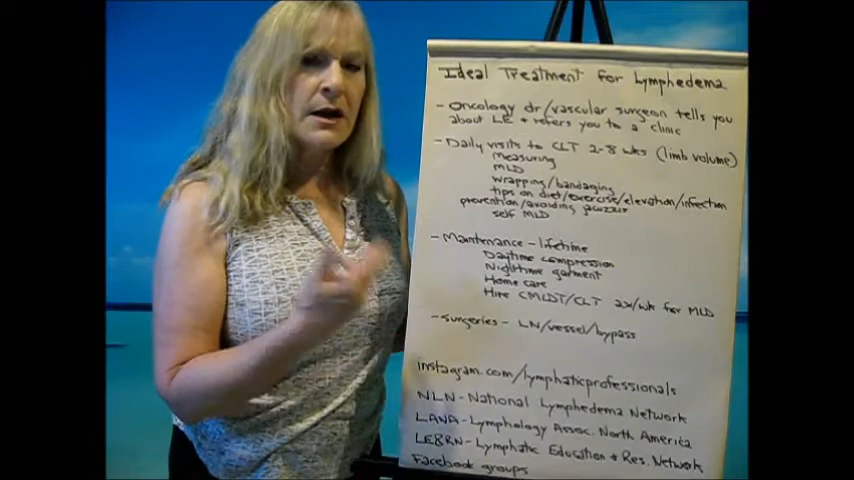 Ideal Treatment for Lymphedema
- Oncology dr/vascular surgeon tells you
about LE + refers you to a clinic
- Daily visits to CLT 2-8 wks (limb volume)
Measuring
MLD
wrapping/bandaging
tips on diet/exercise/elevation/infection
prevention/avoiding
self MLD
- Maintenance - lifetime
Daytime compression
Nighttime garment
Home care
Hire CMLDT/CLT 2x/wk for MLD
- Surgeries - LN/vessel/bypass
instagram.com/lymphaticprofessionals
NLN - National Lymphedema Network
LANA - Lymphology Assoc. North America
LE&RN - Lymphatic Education + Res. Network
Facebook groups